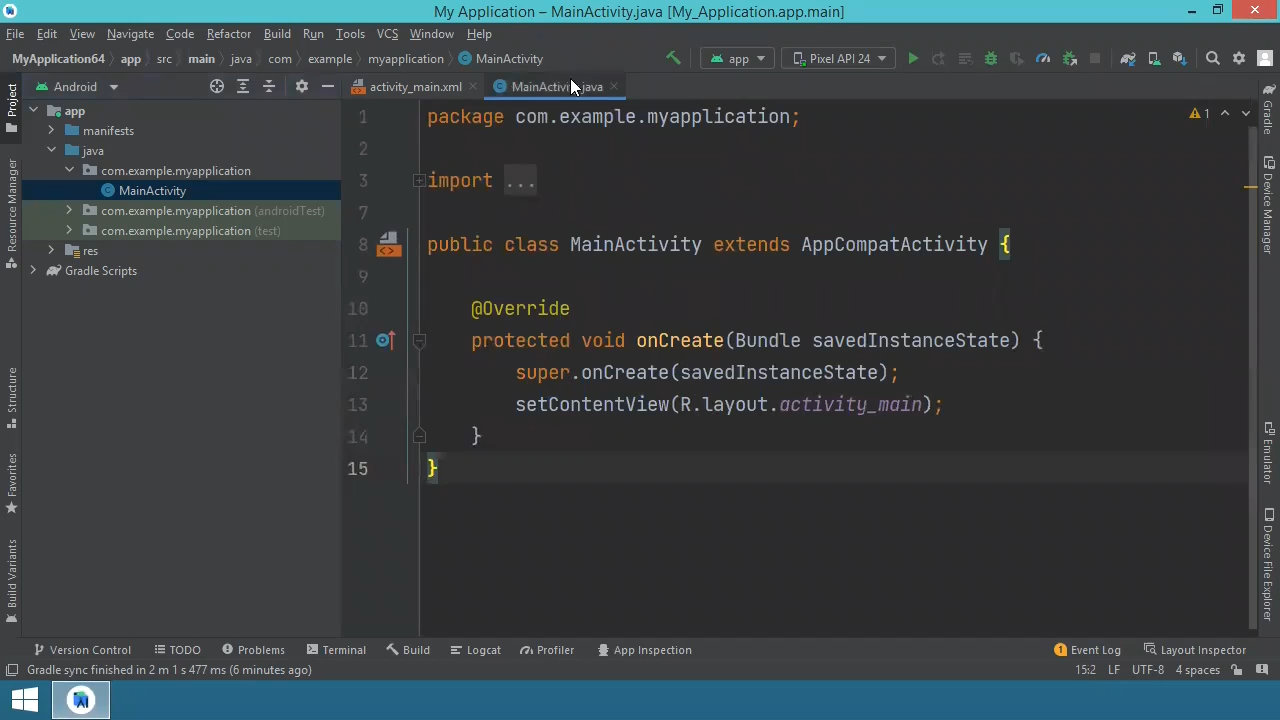 My Application – MainActivity.java [My_Application.app.main]
File Edit View Navigate Code Refactor Build Run Tools VCS Window Help
MyApplication64 app src main java com example myapplication MainActivity app Pixel API 24
Android
activity_main.xml MainActivity.java
Project
Resource Manager
Structure
Favorites
Build Variants
app
manifests
java
com.example.myapplication
MainActivity
com.example.myapplication (androidTest)
com.example.myapplication (test)
res
Gradle Scripts
1 package com.example.myapplication;
2
3 import ...
7
8 public class MainActivity extends AppCompatActivity {
9
10 @Override
11 protected void onCreate(Bundle savedInstanceState) {
12 super.onCreate(savedInstanceState);
13 setContentView(R.layout.activity_main);
14 }
15 }
1
Gradle
Device Manager
Emulator
Device File Explorer
Version Control TODO Problems Terminal Build Logcat Profiler App Inspection 1 Event Log Layout Inspector
Gradle sync finished in 2 m 1 s 477 ms (6 minutes ago) 15:2 LF UTF-8 4 spaces